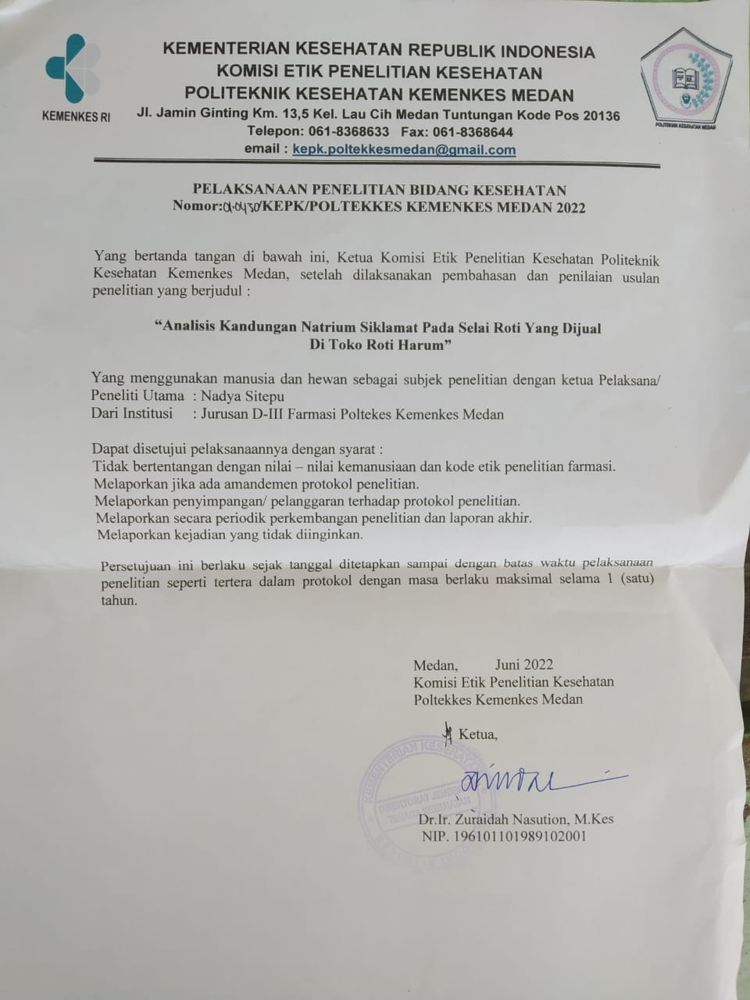 KEMENTERIAN KESEHATAN REPUBLIK INDONESIA
KOMISI ETIK PENELITIAN KESEHATAN
POLITEKNIK KESEHATAN KEMENKES MEDAN
Jl. Jamin Ginting Km. 13,5 Kel. Lau Cih Medan Tuntungan Kode Pos 20136
Telepon: 061-8368633 Fax: 061-8368644
email : kepk.poltekkesmedan@gmail.com
KEMENKES RI
POLITEKNIK KESEHATAN MEDAN
PELAKSANAAN PENELITIAN BIDANG KESEHATAN
Nomor:01.0430/KEPK/POLTEKKES KEMENKES MEDAN 2022
Yang bertanda tangan di bawah ini, Ketua Komisi Etik Penelitian Kesehatan Politeknik
Kesehatan Kemenkes Medan, setelah dilaksanakan pembahasan dan penilaian usulan
penelitian yang berjudul :
“Analisis Kandungan Natrium Siklamat Pada Selai Roti Yang Dijual
Di Toko Roti Harum”
Yang menggunakan manusia dan hewan sebagai subjek penelitian dengan ketua Pelaksana/
Peneliti Utama : Nadya Sitepu
Dari Institusi : Jurusan D-III Farmasi Poltekes Kemenkes Medan
Dapat disetujui pelaksanaannya dengan syarat :
Tidak bertentangan dengan nilai – nilai kemanusiaan dan kode etik penelitian farmasi.
Melaporkan jika ada amandemen protokol penelitian.
Melaporkan penyimpangan/ pelanggaran terhadap protokol penelitian.
Melaporkan secara periodik perkembangan penelitian dan laporan akhir.
Melaporkan kejadian yang tidak diinginkan.
Persetujuan ini berlaku sejak tanggal ditetapkan sampai dengan batas waktu pelaksanaan
penelitian seperti tertera dalam protokol dengan masa berlaku maksimal selama 1 (satu)
tahun.
Medan, Juni 2022
Komisi Etik Penelitian Kesehatan
Poltekkes Kemenkes Medan
Ketua,
KEMENTERIAN KESEHATAN
DIREKTORAT JENDERAL
TENAGA KESEHATAN
Dr.Ir. Zuraidah Nasution, M.Kes
NIP. 196101101989102001